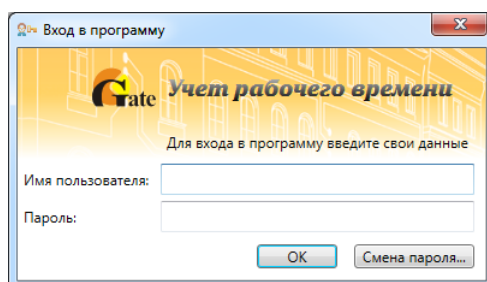 Вход в программу
Gate Учет рабочего времени
Для входа в программу введите свои данные
Имя пользователя:
Пароль:
OK Смена пароля...